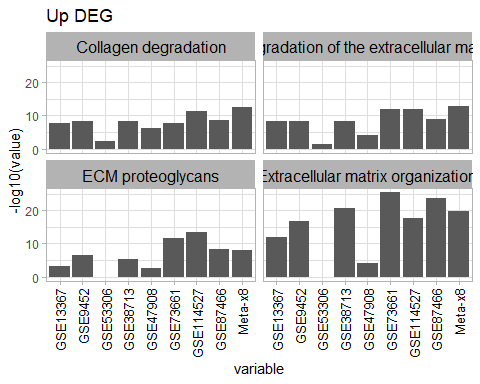 Up DEG
Collagen degradation
gradation of the extracellular ma
20
10
0
ECM proteoglycans
Extracellular matrix organization
20
10
0
-log10(value)
GSE13367
GSE9452
GSE53306
GSE38713
GSE47908
GSE73661
GSE114527
GSE87466
Meta-x8
GSE13367
GSE9452
GSE53306
GSE38713
GSE47908
GSE73661
GSE114527
GSE87466
Meta-x8
variable